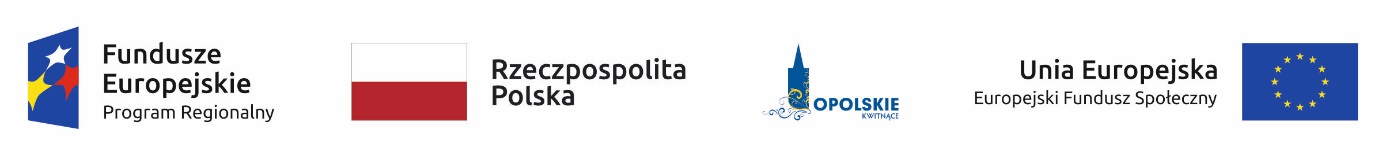 Fundusze
Europejskie
Program Regionalny
Rzeczpospolita
Polska
OPOLSKIE
KWITNĄCE
Unia Europejska
Europejski Fundusz Społeczny